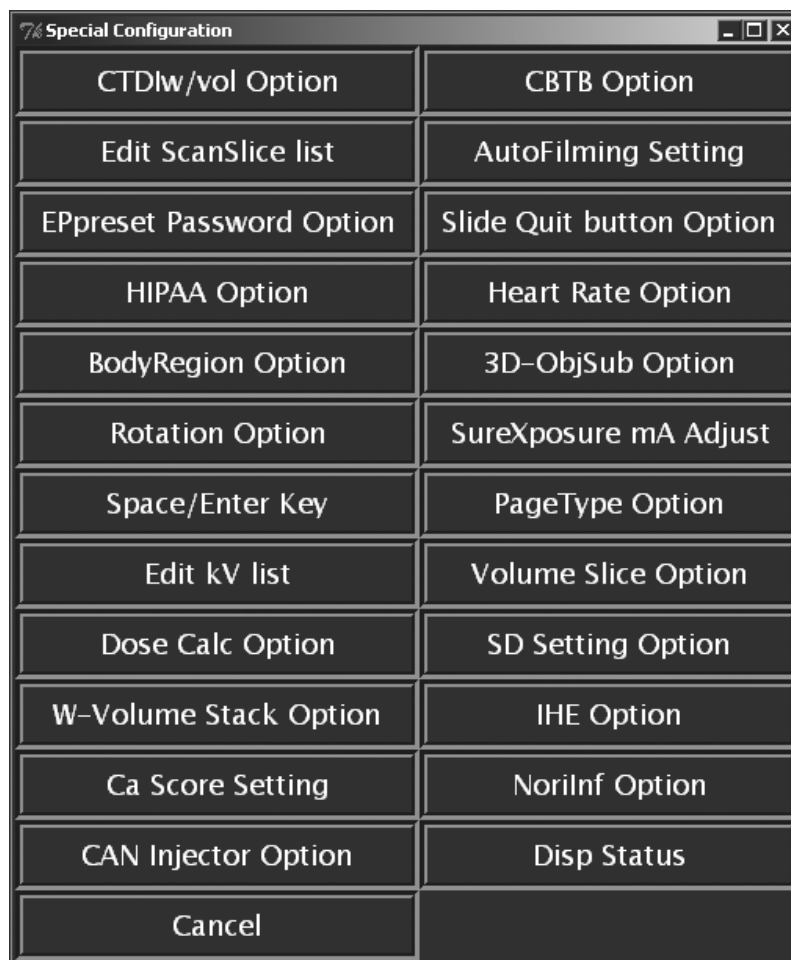 Special Configuration
CTDIw/vol Option
CBTB Option
Edit ScanSlice list
AutoFilming Setting
EPpreset Password Option
Slide Quit button Option
HIPAA Option
Heart Rate Option
BodyRegion Option
3D-ObjSub Option
Rotation Option
SureXposure mA Adjust
Space/Enter Key
PageType Option
Edit kV list
Volume Slice Option
Dose Calc Option
SD Setting Option
W-Volume Stack Option
IHE Option
Ca Score Setting
NoriInf Option
CAN Injector Option
Disp Status
Cancel